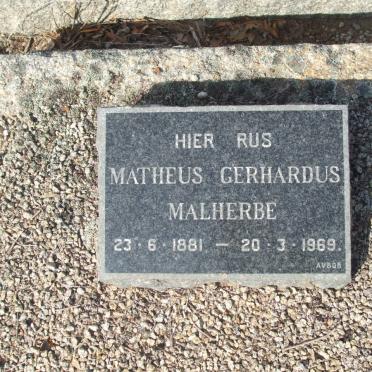 HIER RUS
MATHEUS GERHARDUS
MALHERBE
23 · 6 · 1881 — 20 · 3 · 1969.
AVBOB